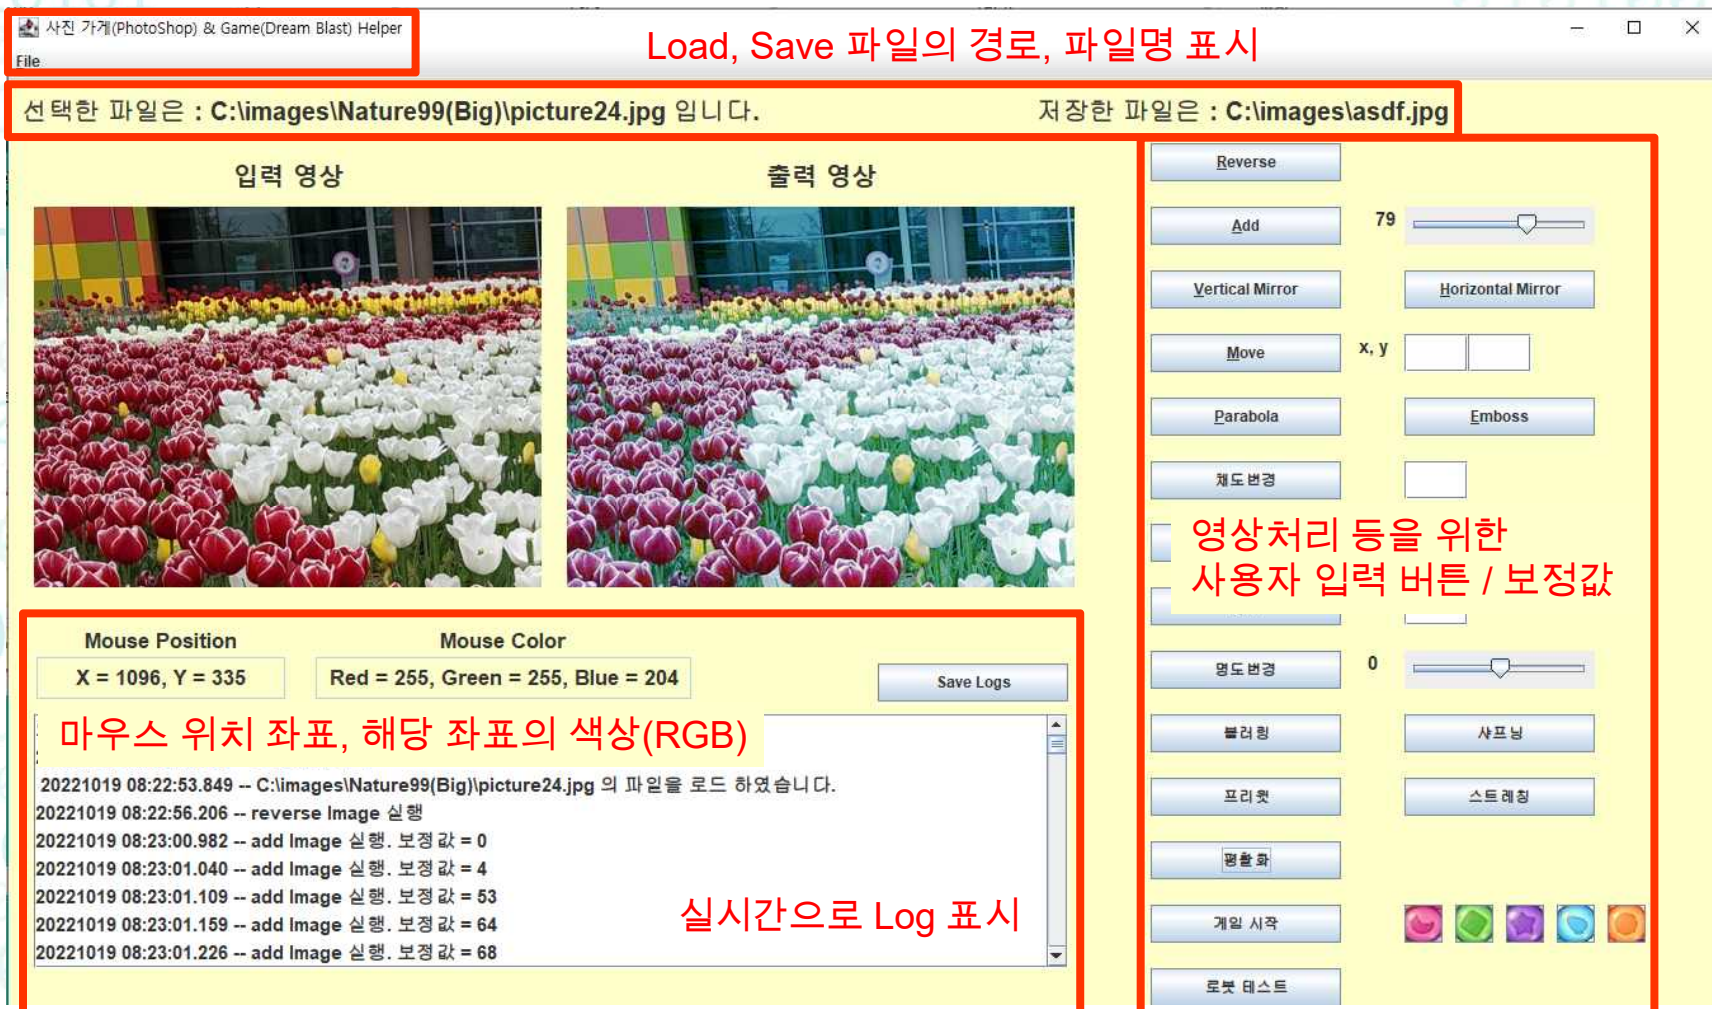 사진 가게(PhotoShop) & Game(Dream Blast) Helper
File
Load, Save 파일의 경로, 파일명 표시
선택한 파일은 : C:\images\Nature99(Big)\picture24.jpg 입니다.
저장한 파일은 : C:\images\asdf.jpg
입력 영상
출력 영상
Reverse
Add
79
Vertical Mirror
Horizontal Mirror
Move
x, y
Parabola
Emboss
채도변경
영상처리 등을 위한
사용자 입력 버튼 / 보정값
명도변경
0
블러링
샤프닝
프리윗
스트레칭
평활화
게임 시작
로봇 테스트
Mouse Position
Mouse Color
X = 1096, Y = 335
Red = 255, Green = 255, Blue = 204
Save Logs
마우스 위치 좌표, 해당 좌표의 색상(RGB)
20221019 08:22:53.849 -- C:\images\Nature99(Big)\picture24.jpg 의 파일을 로드 하였습니다.
20221019 08:22:56.206 -- reverse Image 실행
20221019 08:23:00.982 -- add Image 실행. 보정값 = 0
20221019 08:23:01.040 -- add Image 실행. 보정값 = 4
20221019 08:23:01.109 -- add Image 실행. 보정값 = 53
20221019 08:23:01.159 -- add Image 실행. 보정값 = 64
20221019 08:23:01.226 -- add Image 실행. 보정값 = 68
실시간으로 Log 표시